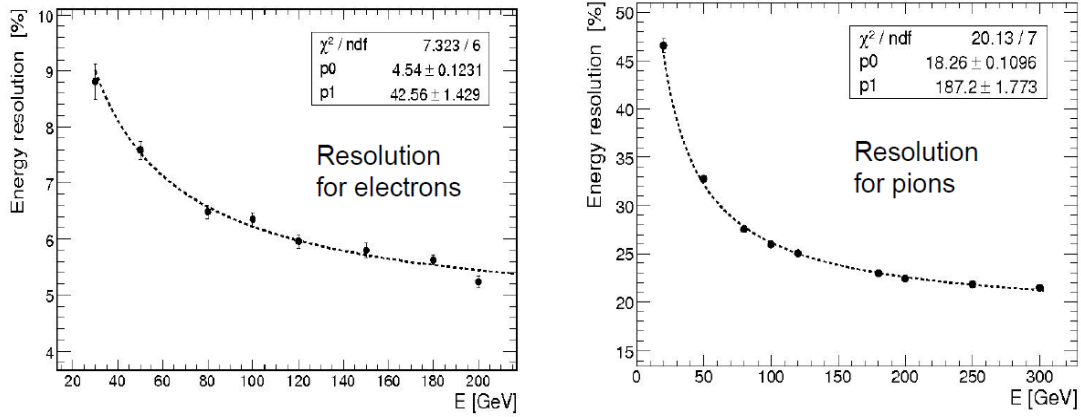 Energy resolution [%]
10
9
8
7
6
5
4
χ² / ndf 7.323 / 6
p0 4.54 ± 0.1231
p1 42.56 ± 1.429
Resolution
for electrons
20 40 60 80 100 120 140 160 180 200
E [GeV]
Energy resolution [%]
50
45
40
35
30
25
20
15
χ² / ndf 20.13 / 7
p0 18.26 ± 0.1096
p1 187.2 ± 1.773
Resolution
for pions
0 50 100 150 200 250 300
E [GeV]